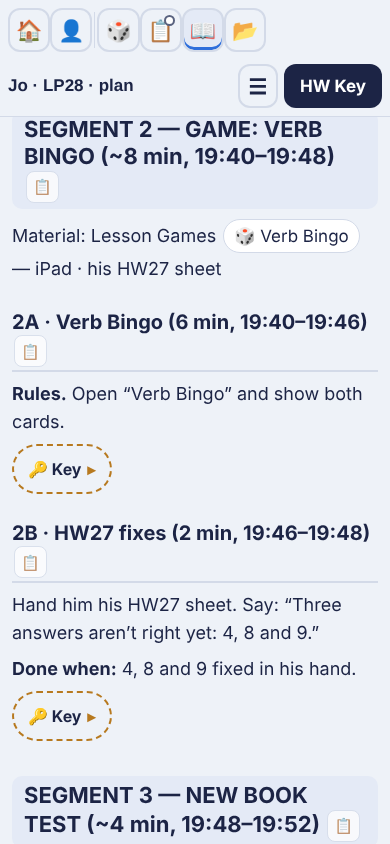 Jo · LP28 · plan
HW Key
SEGMENT 2 — GAME: VERB
BINGO (~8 min, 19:40–19:48)
Material: Lesson Games 🎲 Verb Bingo
— iPad · his HW27 sheet
2A · Verb Bingo (6 min, 19:40–19:46)
Rules. Open “Verb Bingo” and show both
cards.
🔑 Key ▸
2B · HW27 fixes (2 min, 19:46–19:48)
Hand him his HW27 sheet. Say: “Three
answers aren’t right yet: 4, 8 and 9.”
Done when: 4, 8 and 9 fixed in his hand.
🔑 Key ▸
SEGMENT 3 — NEW BOOK
TEST (~4 min, 19:48–19:52)